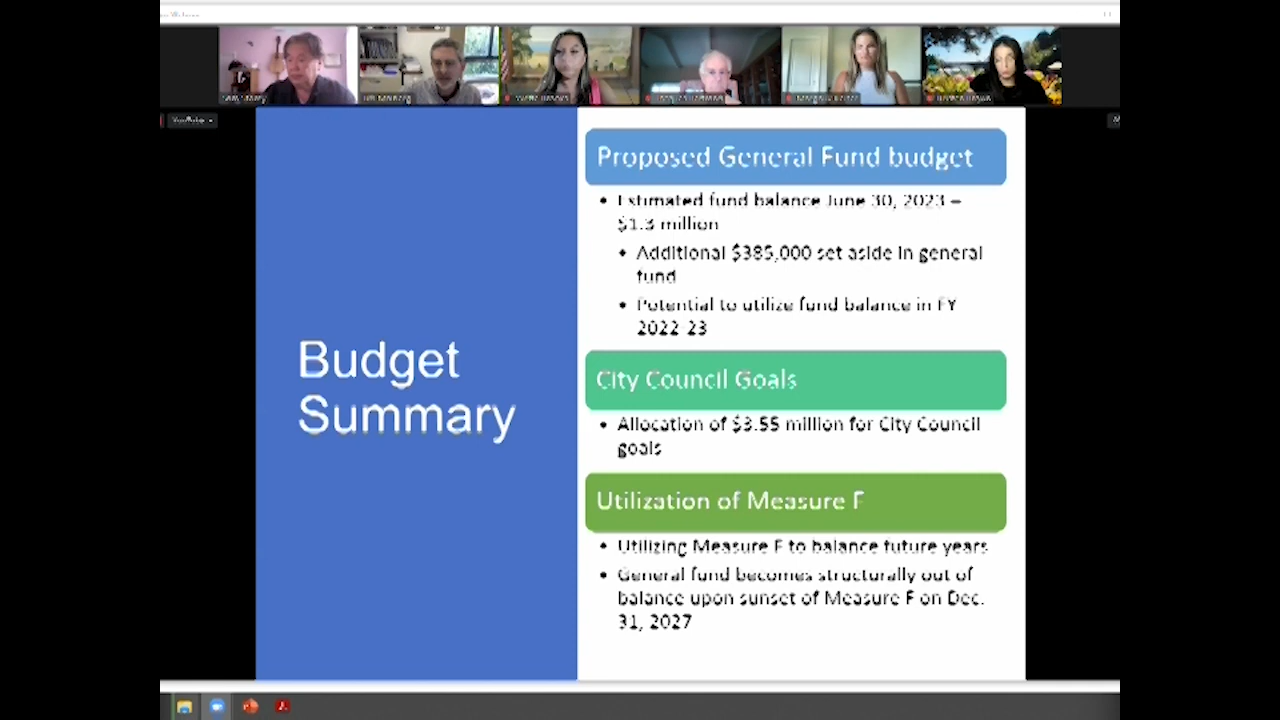 Budget
Summary
Proposed General Fund budget
• Estimated fund balance June 30, 2023 –
$1.3 million
• Additional $385,000 set aside in general
fund
• Potential to utilize fund balance in FY
2022-23
City Council Goals
• Allocation of $3.55 million for City Council
goals
Utilization of Measure F
• Utilizing Measure F to balance future years
• General fund becomes structurally out of
balance upon sunset of Measure F on Dec.
31, 2027